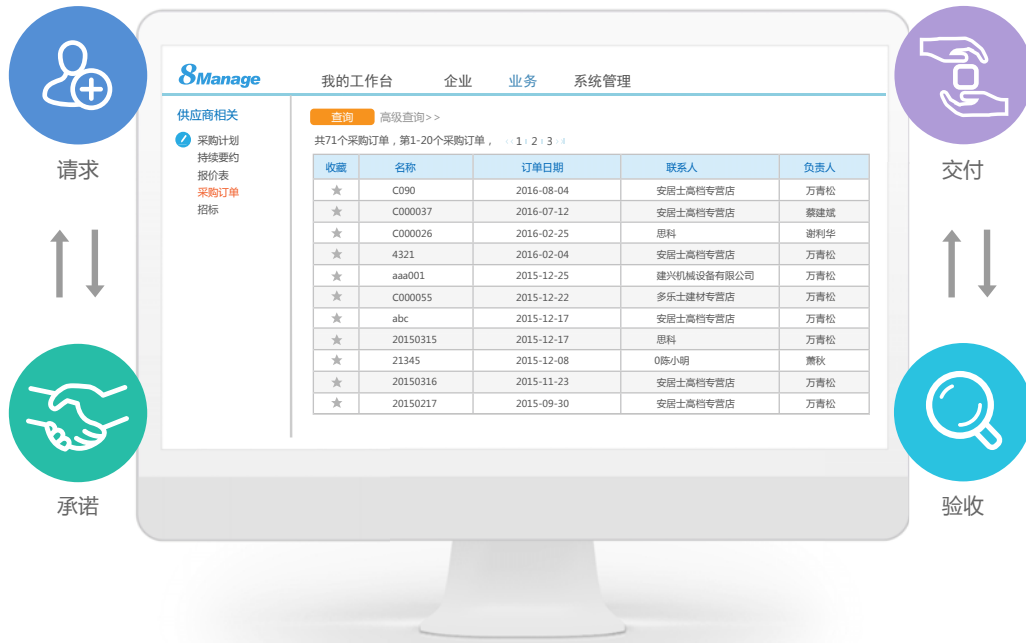 8Manage
我的工作台 企业 业务 系统管理
供应商相关
采购计划
持续要约
报价表
采购订单
招标
查询 高级查询>>
共71个采购订单，第1-20个采购订单， 1 2 3
收藏 名称 订单日期 联系人 负责人
C090 2016-08-04 安居士高档专营店 万青松
C000037 2016-07-12 安居士高档专营店 蔡建斌
C000026 2016-02-25 思科 谢利华
4321 2016-02-04 安居士高档专营店 万青松
aaa001 2015-12-25 建兴机械设备有限公司 万青松
C000055 2015-12-22 多乐士建材专营店 万青松
abc 2015-12-17 安居士高档专营店 万青松
20150315 2015-12-17 思科 万青松
21345 2015-12-08 0陈小明 萧秋
20150316 2015-11-23 安居士高档专营店 万青松
20150217 2015-09-30 安居士高档专营店 万青松
请求
承诺
交付
验收